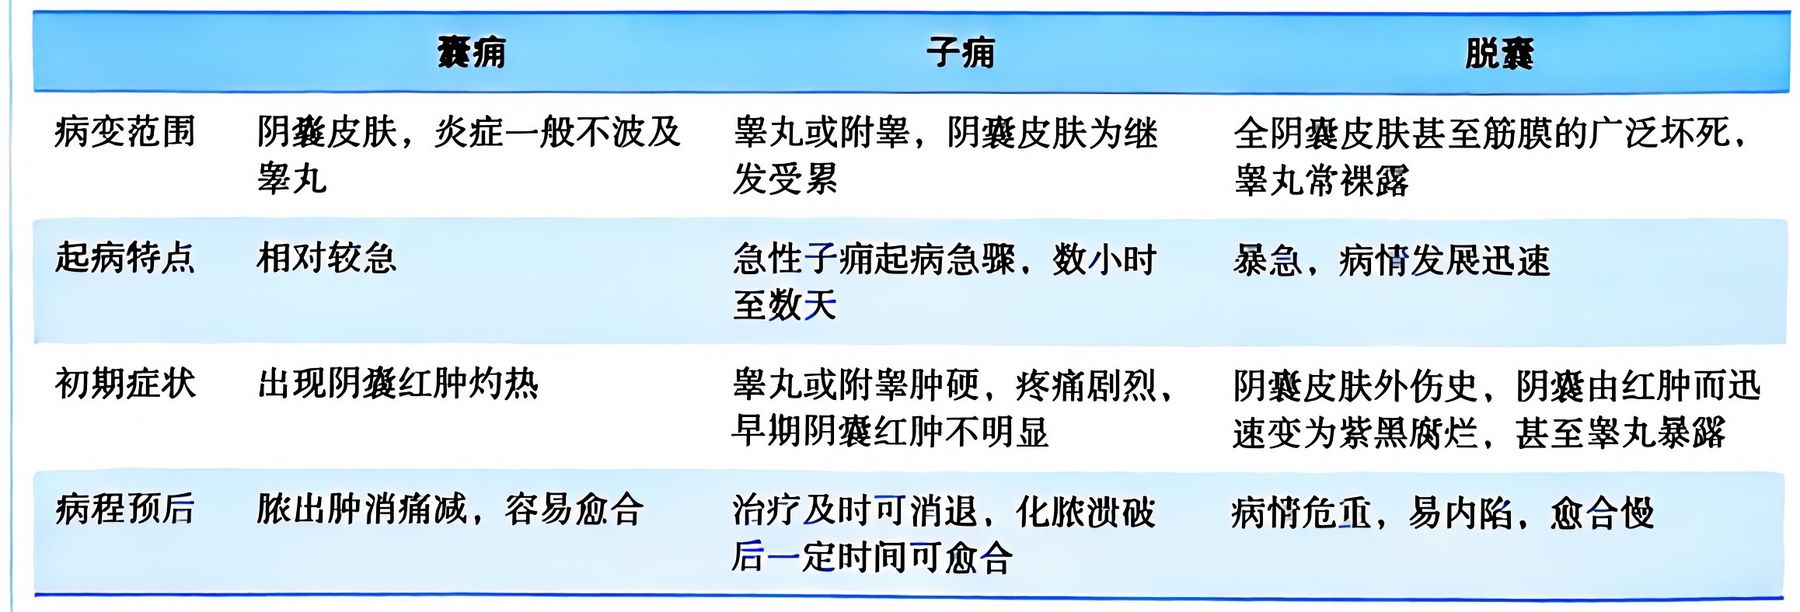 囊痈 子痈 脱囊
病变范围 阴囊皮肤，炎症一般不波及 睾丸或附睾，阴囊皮肤为继 全阴囊皮肤甚至筋膜的广泛坏死，
睾丸 发受累 睾丸常裸露
起病特点 相对较急 急性子痈起病急骤，数小时 暴急，病情发展迅速
至数天
初期症状 出现阴囊红肿灼热 睾丸或附睾肿硬，疼痛剧烈， 阴囊皮肤外伤史，阴囊由红肿而迅
早期阴囊红肿不明显 速变为紫黑腐烂，甚至睾丸暴露
病程预后 脓出肿消痛减，容易愈合 治疗及时可消退，化脓溃破 病情危重，易内陷，愈合慢
后一定时间可愈合